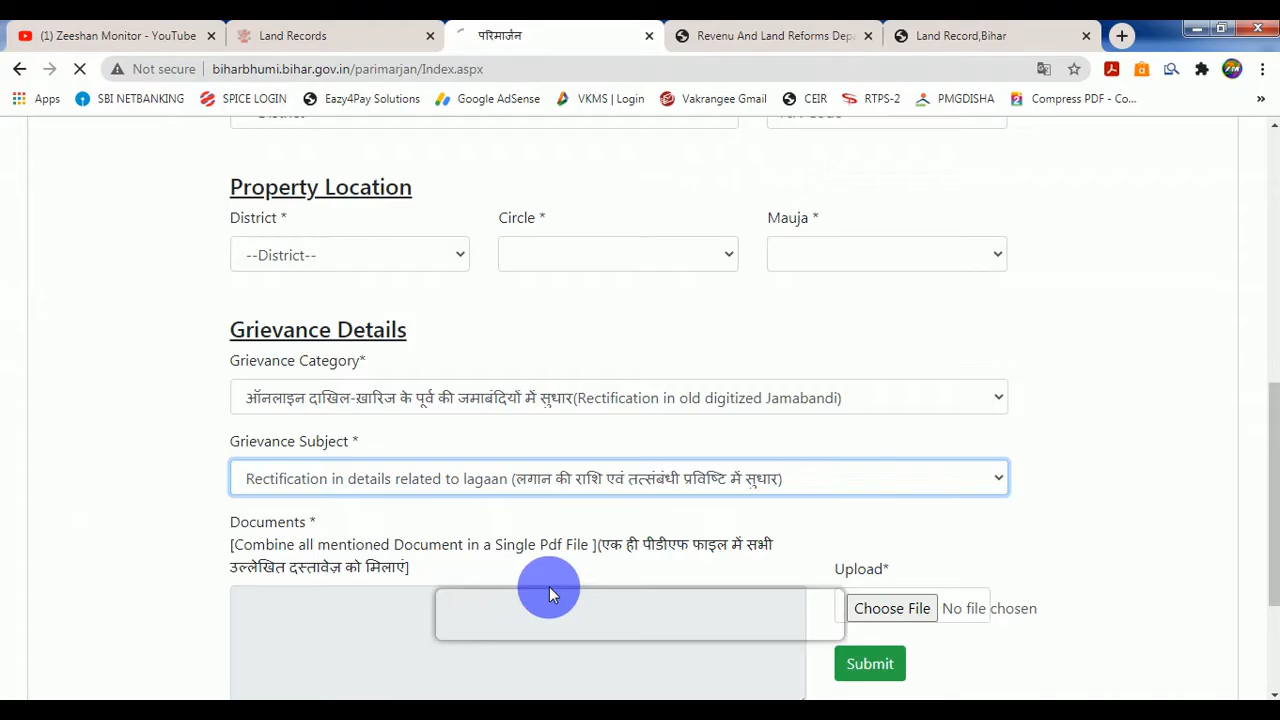 (1) Zeeshan Monitor - YouTube
Land Records
परिमार्जन
Revenu And Land Reforms Depa
Land Record,Bihar
Not secure
biharbhumi.bihar.gov.in/parimarjan/Index.aspx
Apps
SBI NETBANKING
SPICE LOGIN
Eazy4Pay Solutions
Google AdSense
VKMS | Login
Vakrangee Gmail
CEIR
RTPS-2
PMGDISHA
Compress PDF - Co...
Property Location
District *
Circle *
Mauja *
--District--
Grievance Details
Grievance Category*
ऑनलाइन दाखिल-ख़ारिज के पूर्व की जमाबंदियों में सुधार(Rectification in old digitized Jamabandi)
Grievance Subject *
Rectification in details related to lagaan (लगान की राशि एवं तत्संबंधी प्रविष्टि में सुधार)
Documents *
[Combine all mentioned Document in a Single Pdf File ](एक ही पीडीएफ फाइल में सभी
उल्लेखित दस्तावेज़ को मिलाएं]
Upload*
Choose File
No file chosen
Submit